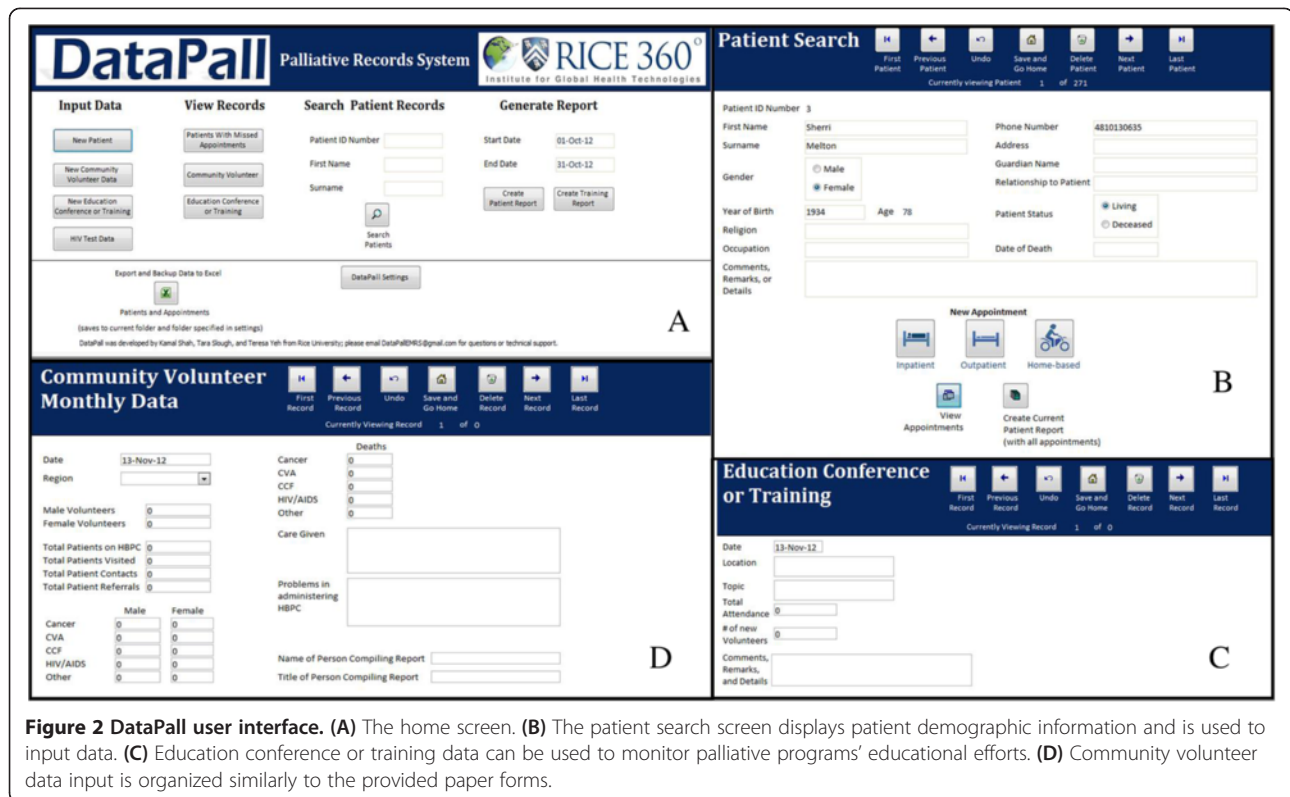 DataPall Palliative Records System RICE 360°
Institute for Global Health Technologies
Input Data View Records Search Patient Records Generate Report
New Patient
Patients With Missed Appointments
Patient ID Number
Start Date 01-Oct-12
New Community Volunteer Data
Community Volunteer
First Name
End Date 31-Oct-12
New Education Conference or Training
Education Conference or Training
Surname
Create Patient Report
Create Training Report
HIV Test Data
Search Patients
Export and Backup Data to Excel
DataPall Settings
Patients and Appointments
(saves to current folder and folder specified in settings)
DataPall was developed by Kamal Shah, Tara Slough, and Teresa Yeh from Rice University; please email DataPallEMRS@gmail.com for questions or technical support.
A
Patient Search
First Patient
Previous Patient
Undo
Save and Go Home
Delete Patient
Next Patient
Last Patient
Currently viewing Patient 1 of 271
Patient ID Number 3
First Name Sherri
Phone Number 4810130635
Surname Melton
Address
Guardian Name
Gender
Male
Female
Relationship to Patient
Year of Birth 1934 Age 78
Patient Status
Living
Deceased
Religion
Occupation
Date of Death
Comments, Remarks, or Details
New Appointment
Inpatient Outpatient Home-based
View Appointments
Create Current Patient Report (with all appointments)
B
Community Volunteer
Monthly Data
First Record
Previous Record
Undo
Save and Go Home
Delete Record
Next Record
Last Record
Currently Viewing Record 1 of 0
Date 13-Nov-12
Region
Male Volunteers 0
Female Volunteers 0
Total Patients on HBPC 0
Total Patients Visited 0
Total Patient Contacts 0
Total Patient Referrals 0
Male Female
Cancer 0 0
CVA 0 0
CCF 0 0
HIV/AIDS 0 0
Other 0 0
Deaths
Cancer 0
CVA 0
CCF 0
HIV/AIDS 0
Other 0
Care Given
Problems in administering HBPC
Name of Person Compiling Report
Title of Person Compiling Report
D
Education Conference
or Training
First Record
Previous Record
Undo
Save and Go Home
Delete Record
Next Record
Last Record
Currently Viewing Record 1 of 0
Date 13-Nov-12
Location
Topic
Total Attendance 0
# of new Volunteers 0
Comments, Remarks, and Details
C
Figure 2 DataPall user interface. (A) The home screen. (B) The patient search screen displays patient demographic information and is used to
input data. (C) Education conference or training data can be used to monitor palliative programs' educational efforts. (D) Community volunteer
data input is organized similarly to the provided paper forms.